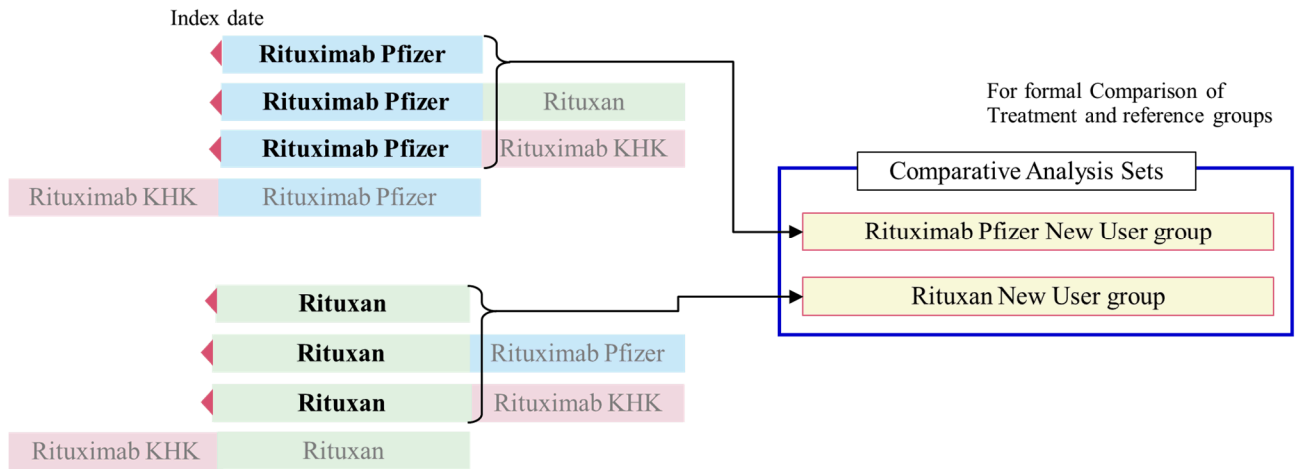 Index date
Rituximab Pfizer
Rituximab Pfizer Rituxan
Rituximab Pfizer Rituximab KHK
Rituximab KHK Rituximab Pfizer
Rituxan
Rituxan Rituximab Pfizer
Rituxan Rituximab KHK
Rituximab KHK Rituxan
For formal Comparison of
Treatment and reference groups
Comparative Analysis Sets
Rituximab Pfizer New User group
Rituxan New User group